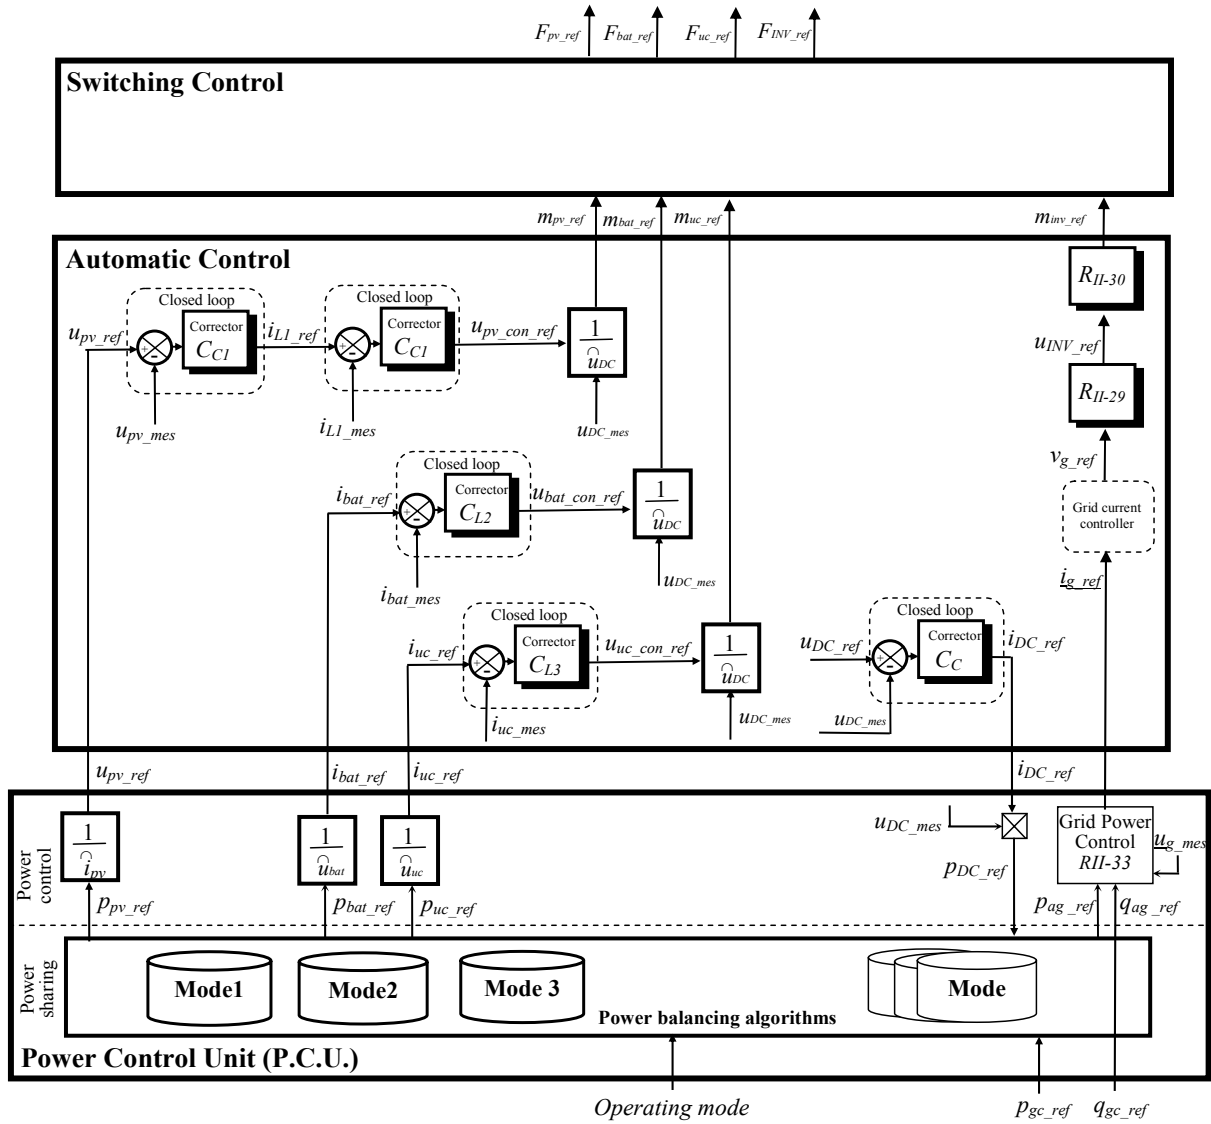 F_pv_ref F_bat_ref F_uc_ref F_INV_ref
Switching Control
m_pv_ref m_bat_ref m_uc_ref m_inv_ref
Automatic Control
Closed loop Closed loop
R_II-30
u_pv_ref + - Corrector C_C1 i_L1_ref + - Corrector C_C1 u_pv_con_ref 1 u_DC
u_INV_ref
R_II-29
u_pv_mes i_L1_mes u_DC_mes
v_g_ref
Closed loop
i_bat_ref + - Corrector C_L2 u_bat_con_ref 1 u_DC
Grid current
controller
i_bat_mes u_DC_mes i_g_ref
Closed loop Closed loop
i_uc_ref + - Corrector C_L3 u_uc_con_ref 1 u_DC u_DC_ref + - Corrector C_C i_DC_ref
i_uc_mes u_DC_mes u_DC_mes
u_pv_ref i_bat_ref i_uc_ref i_DC_ref
Power
control
1 i_pv 1 u_bat 1 u_uc u_DC_mes
Grid Power
Control
RII-33
u_g_mes
p_DC_ref
p_pv_ref p_bat_ref p_uc_ref p_ag_ref q_ag_ref
Power
sharing
Mode1 Mode2 Mode 3 Mode
Power balancing algorithms
Power Control Unit (P.C.U.)
Operating mode p_gc_ref q_gc_ref